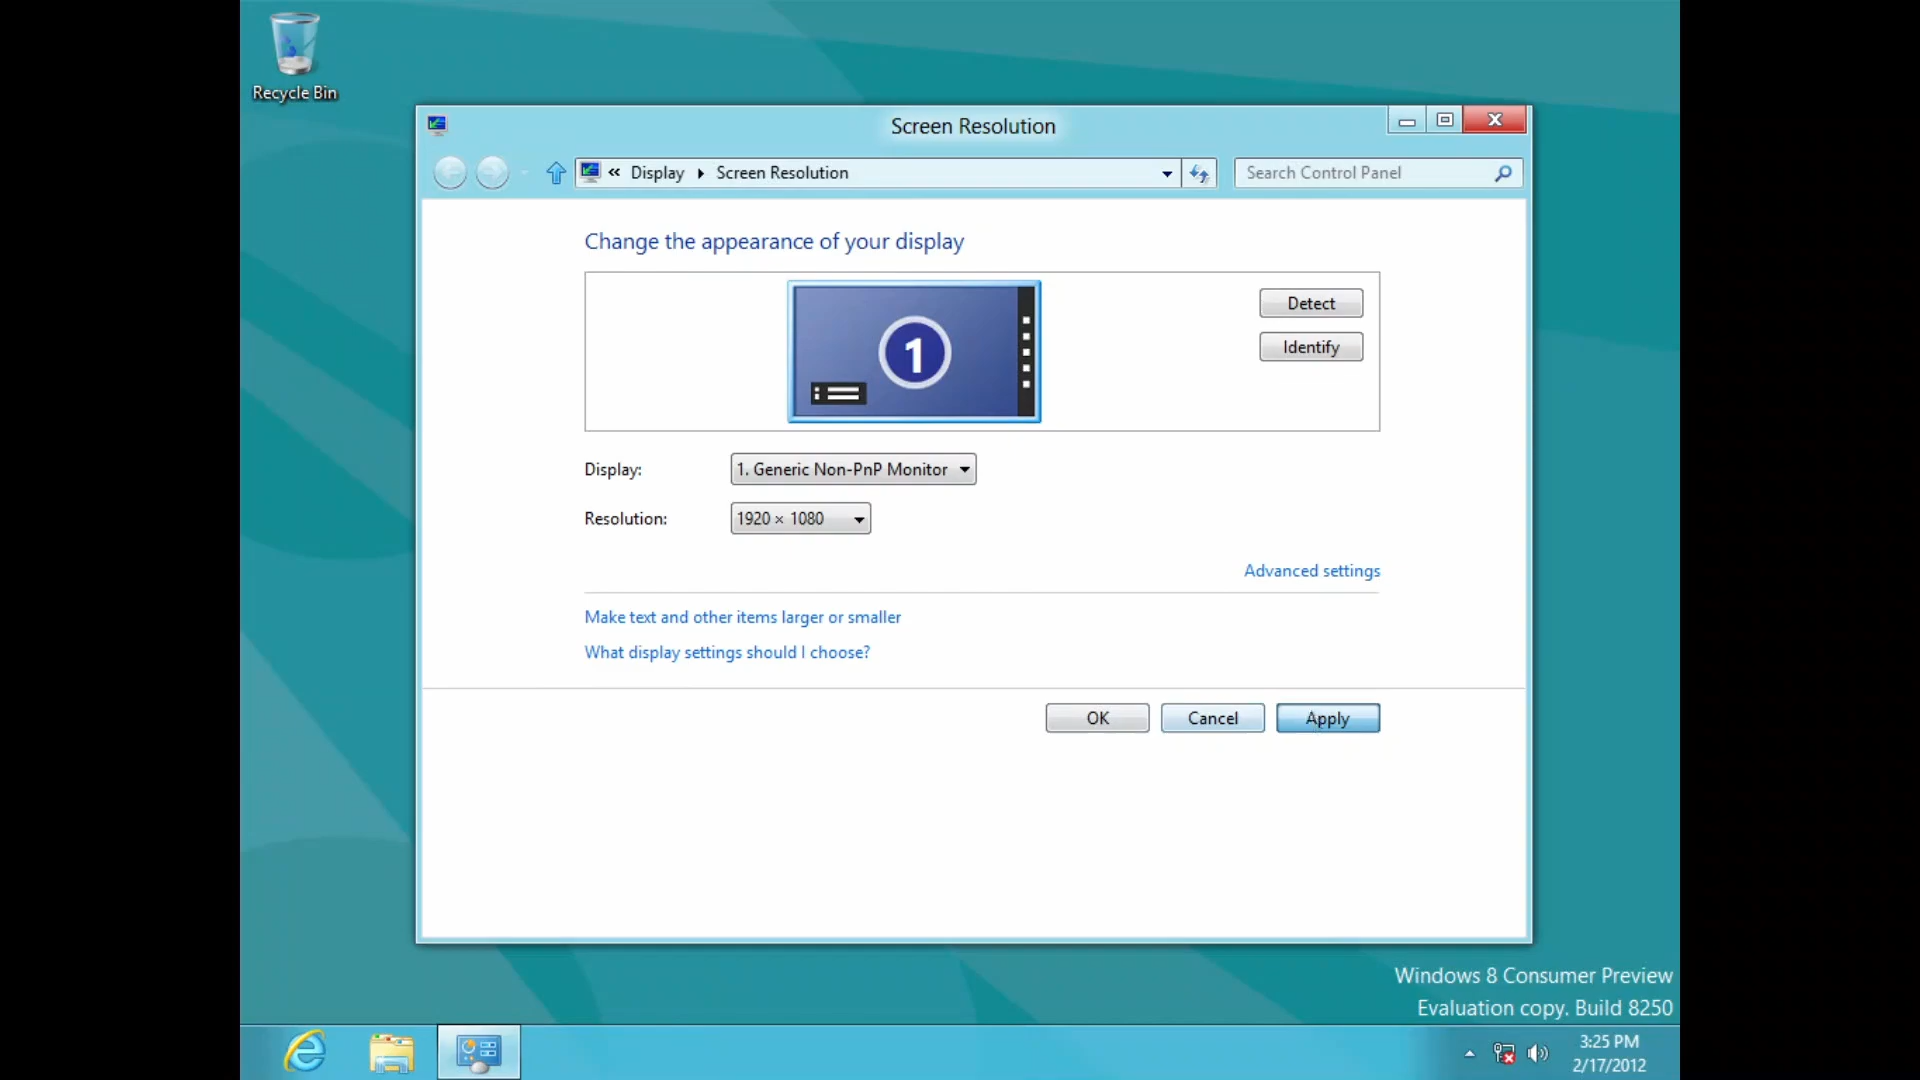 Recycle Bin
Screen Resolution
« Display Screen Resolution
Search Control Panel
Change the appearance of your display
1
Detect
Identify
Display: 1. Generic Non-PnP Monitor
Resolution: 1920 × 1080
Advanced settings
Make text and other items larger or smaller
What display settings should I choose?
OK Cancel Apply
Windows 8 Consumer Preview
Evaluation copy. Build 8250
3:25 PM
2/17/2012